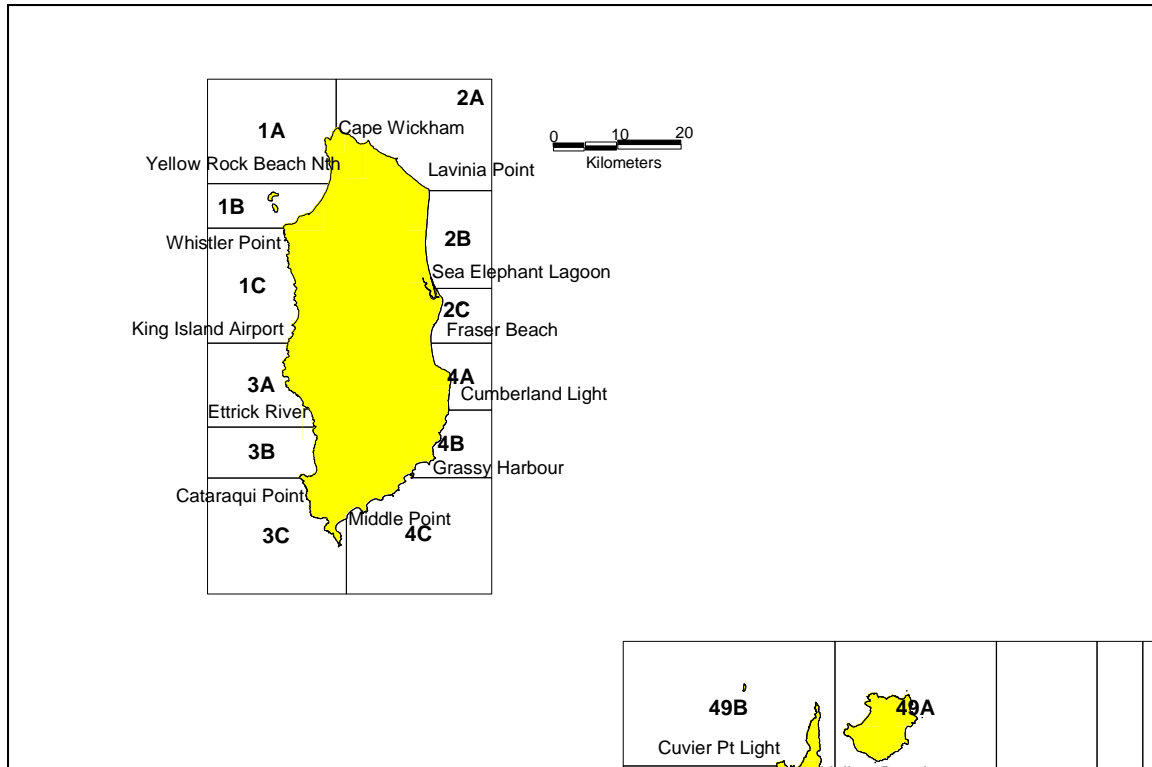 2A
1A
Cape Wickham
0 10 20
Kilometers
Yellow Rock Beach Nth
Lavinia Point
1B
2B
Whistler Point
Sea Elephant Lagoon
1C
2C
King Island Airport
Fraser Beach
3A
4A
Cumberland Light
Ettrick River
3B
4B
Grassy Harbour
Cataraqui Point
Middle Point
3C
4C
49B
49A
Cuvier Pt Light